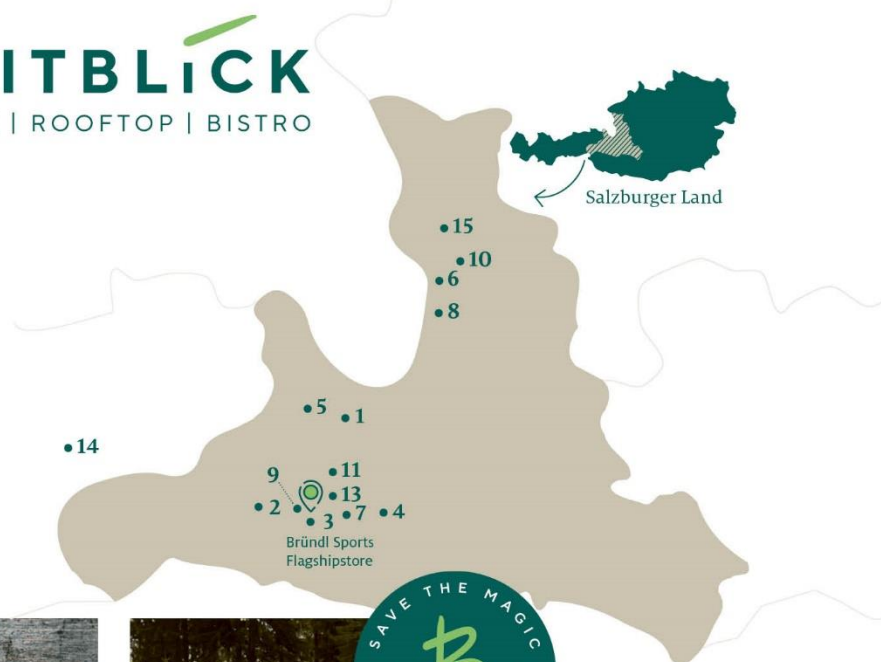 ITBLiCK
| ROOFTOP | BISTRO
Salzburger Land
15
10
6
8
5
1
14
11
9
13
2
7
4
3
Bründl Sports
Flagshipstore
SAVE THE MAGIC